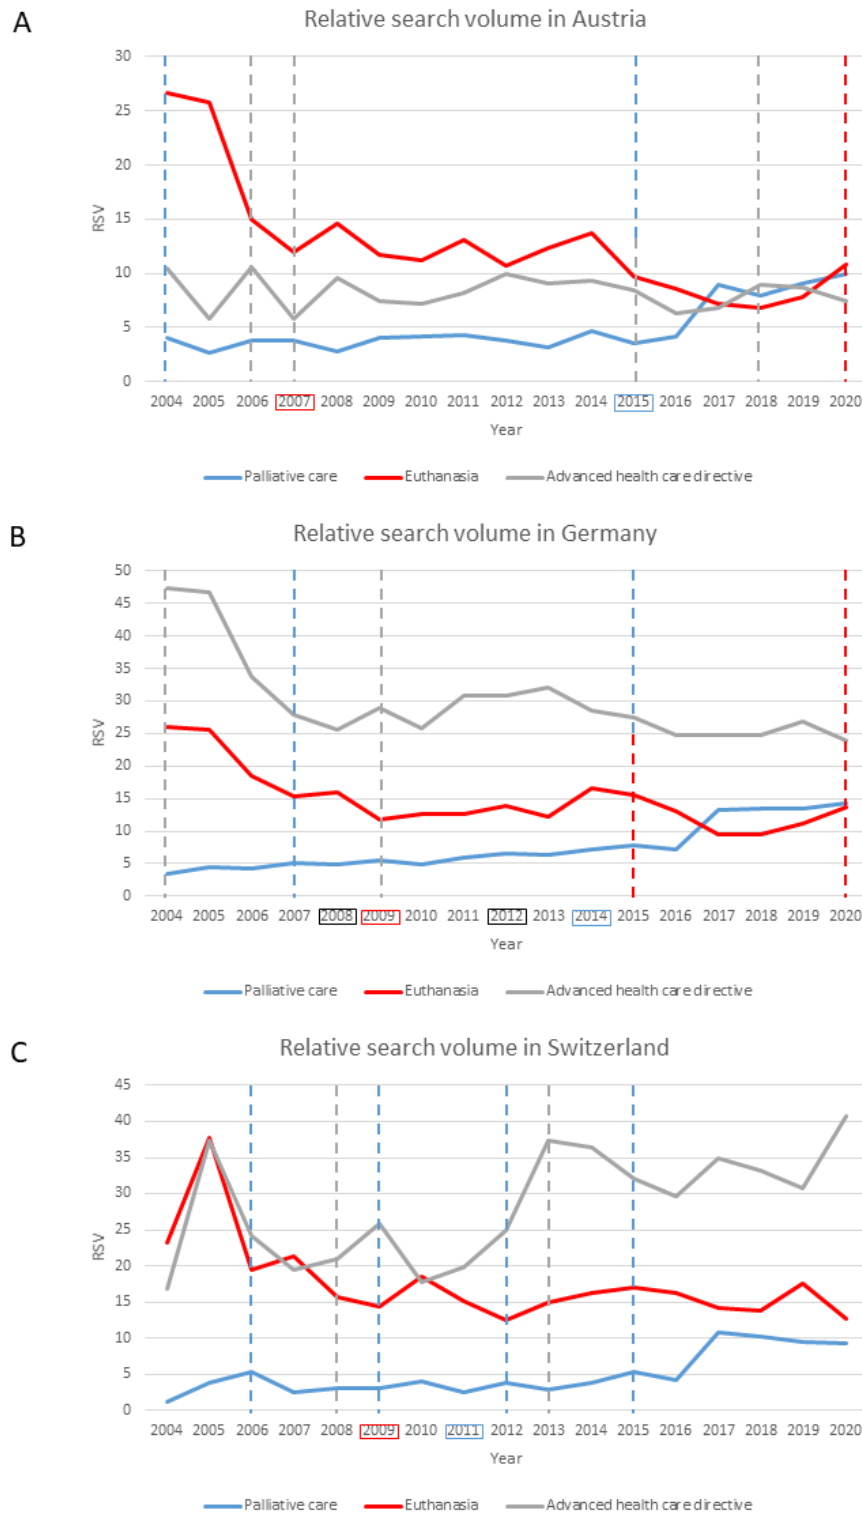 A
Relative search volume in Austria
30
25
20
15
10
5
0
RSV
2004 2005 2006 2007 2008 2009 2010 2011 2012 2013 2014 2015 2016 2017 2018 2019 2020
Year
Palliative care Euthanasia Advanced health care directive
B
Relative search volume in Germany
50
45
40
35
30
25
20
15
10
5
0
RSV
2004 2005 2006 2007 2008 2009 2010 2011 2012 2013 2014 2015 2016 2017 2018 2019 2020
Year
Palliative care Euthanasia Advanced health care directive
C
Relative search volume in Switzerland
45
40
35
30
25
20
15
10
5
0
RSV
2004 2005 2006 2007 2008 2009 2010 2011 2012 2013 2014 2015 2016 2017 2018 2019 2020
Year
Palliative care Euthanasia Advanced health care directive